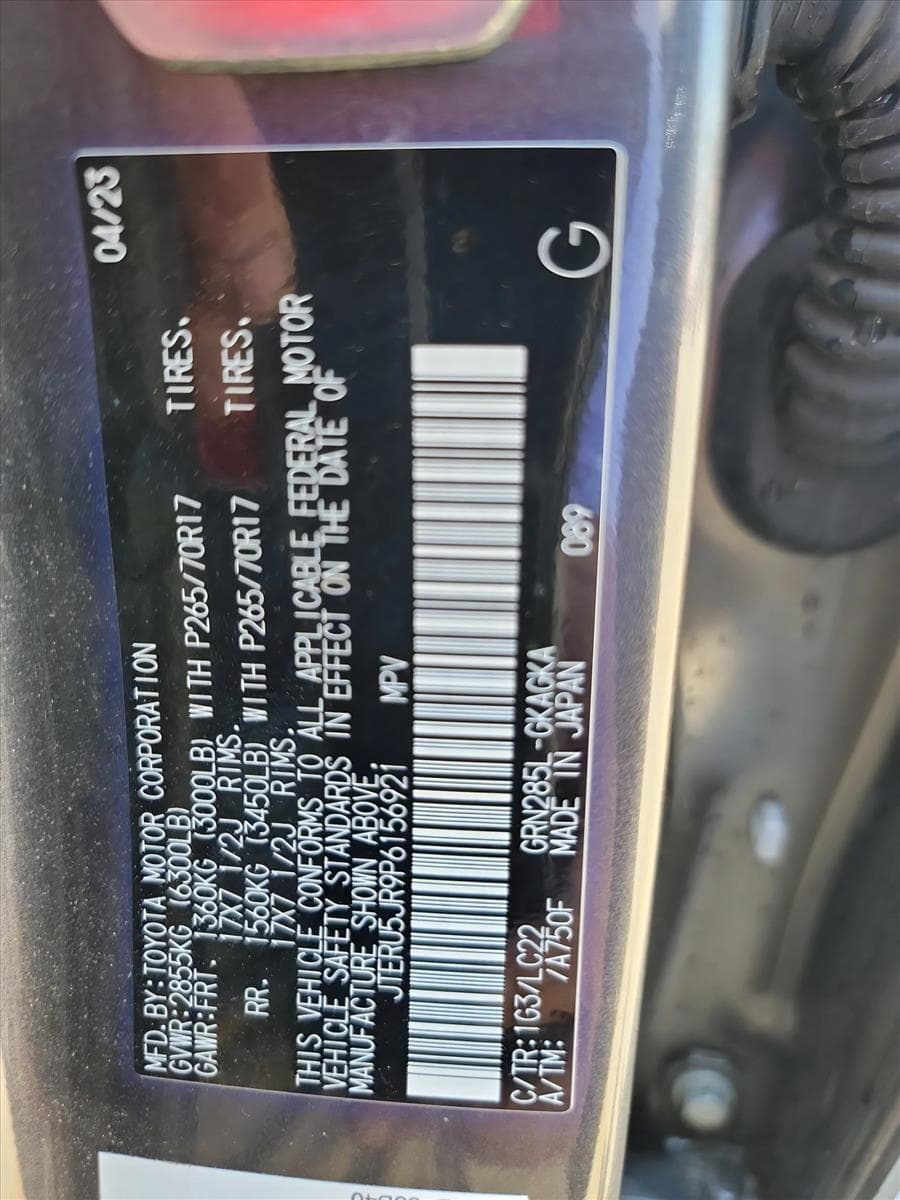 MFD.BY:TOYOTA MOTOR CORPORATION 04/23
GVWR:2855KG (6300LB)
GAWR:FRT. 1360KG (3000LB) WITH P265/70R17 TIRES.
17X7 1/2J RIMS.
RR. 1560KG (3450LB) WITH P265/70R17 TIRES.
17X7 1/2J RIMS.
THIS VEHICLE CONFORMS TO ALL APPLICABLE FEDERAL MOTOR
VEHICLE SAFETY STANDARDS IN EFFECT ON THE DATE OF
MANUFACTURE SHOWN ABOVE.
JTERU5JR9P6156921 MPV
C/TR:1G3/LC22 GRN285L-GKAGKA
A/TM: /A750F MADE IN JAPAN 089 G